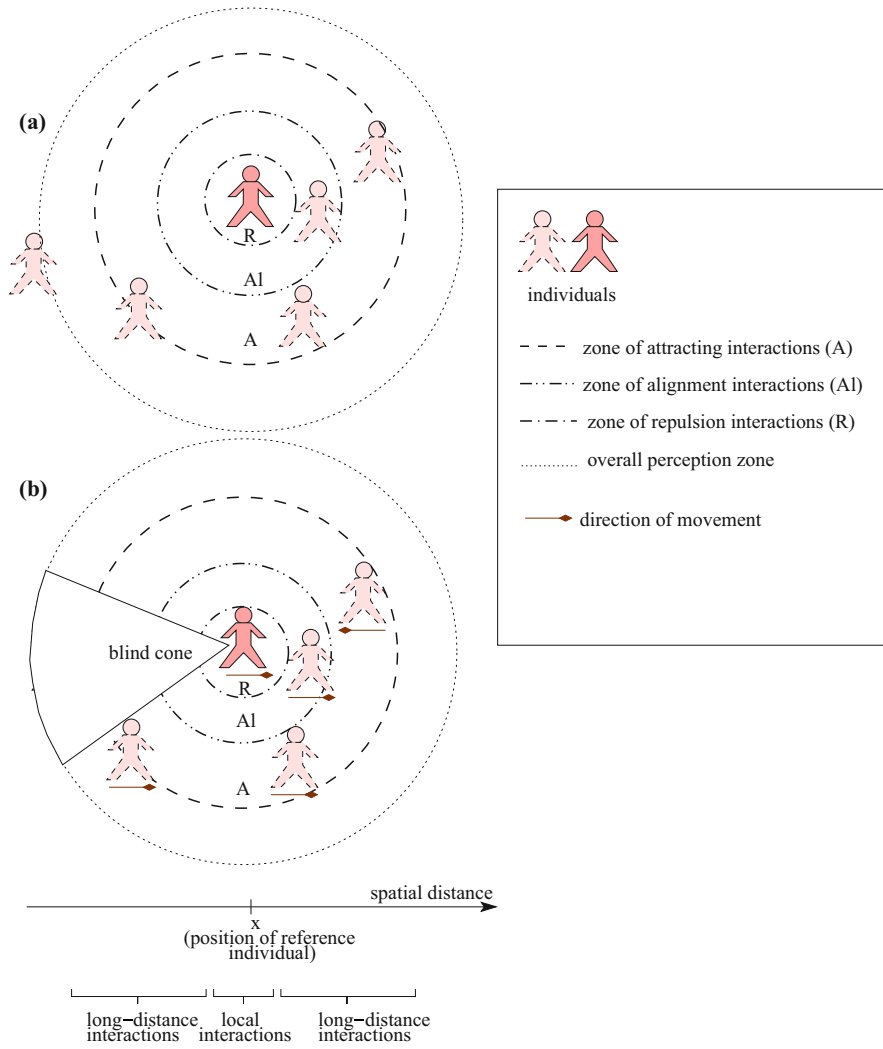 (a)
R
Al
A
individuals
zone of attracting interactions (A)
zone of alignment interactions (Al)
zone of repulsion interactions (R)
overall perception zone
direction of movement
(b)
blind cone
R
Al
A
spatial distance
x
(position of reference
individual)
long−distance
interactions
local
interactions
long−distance
interactions